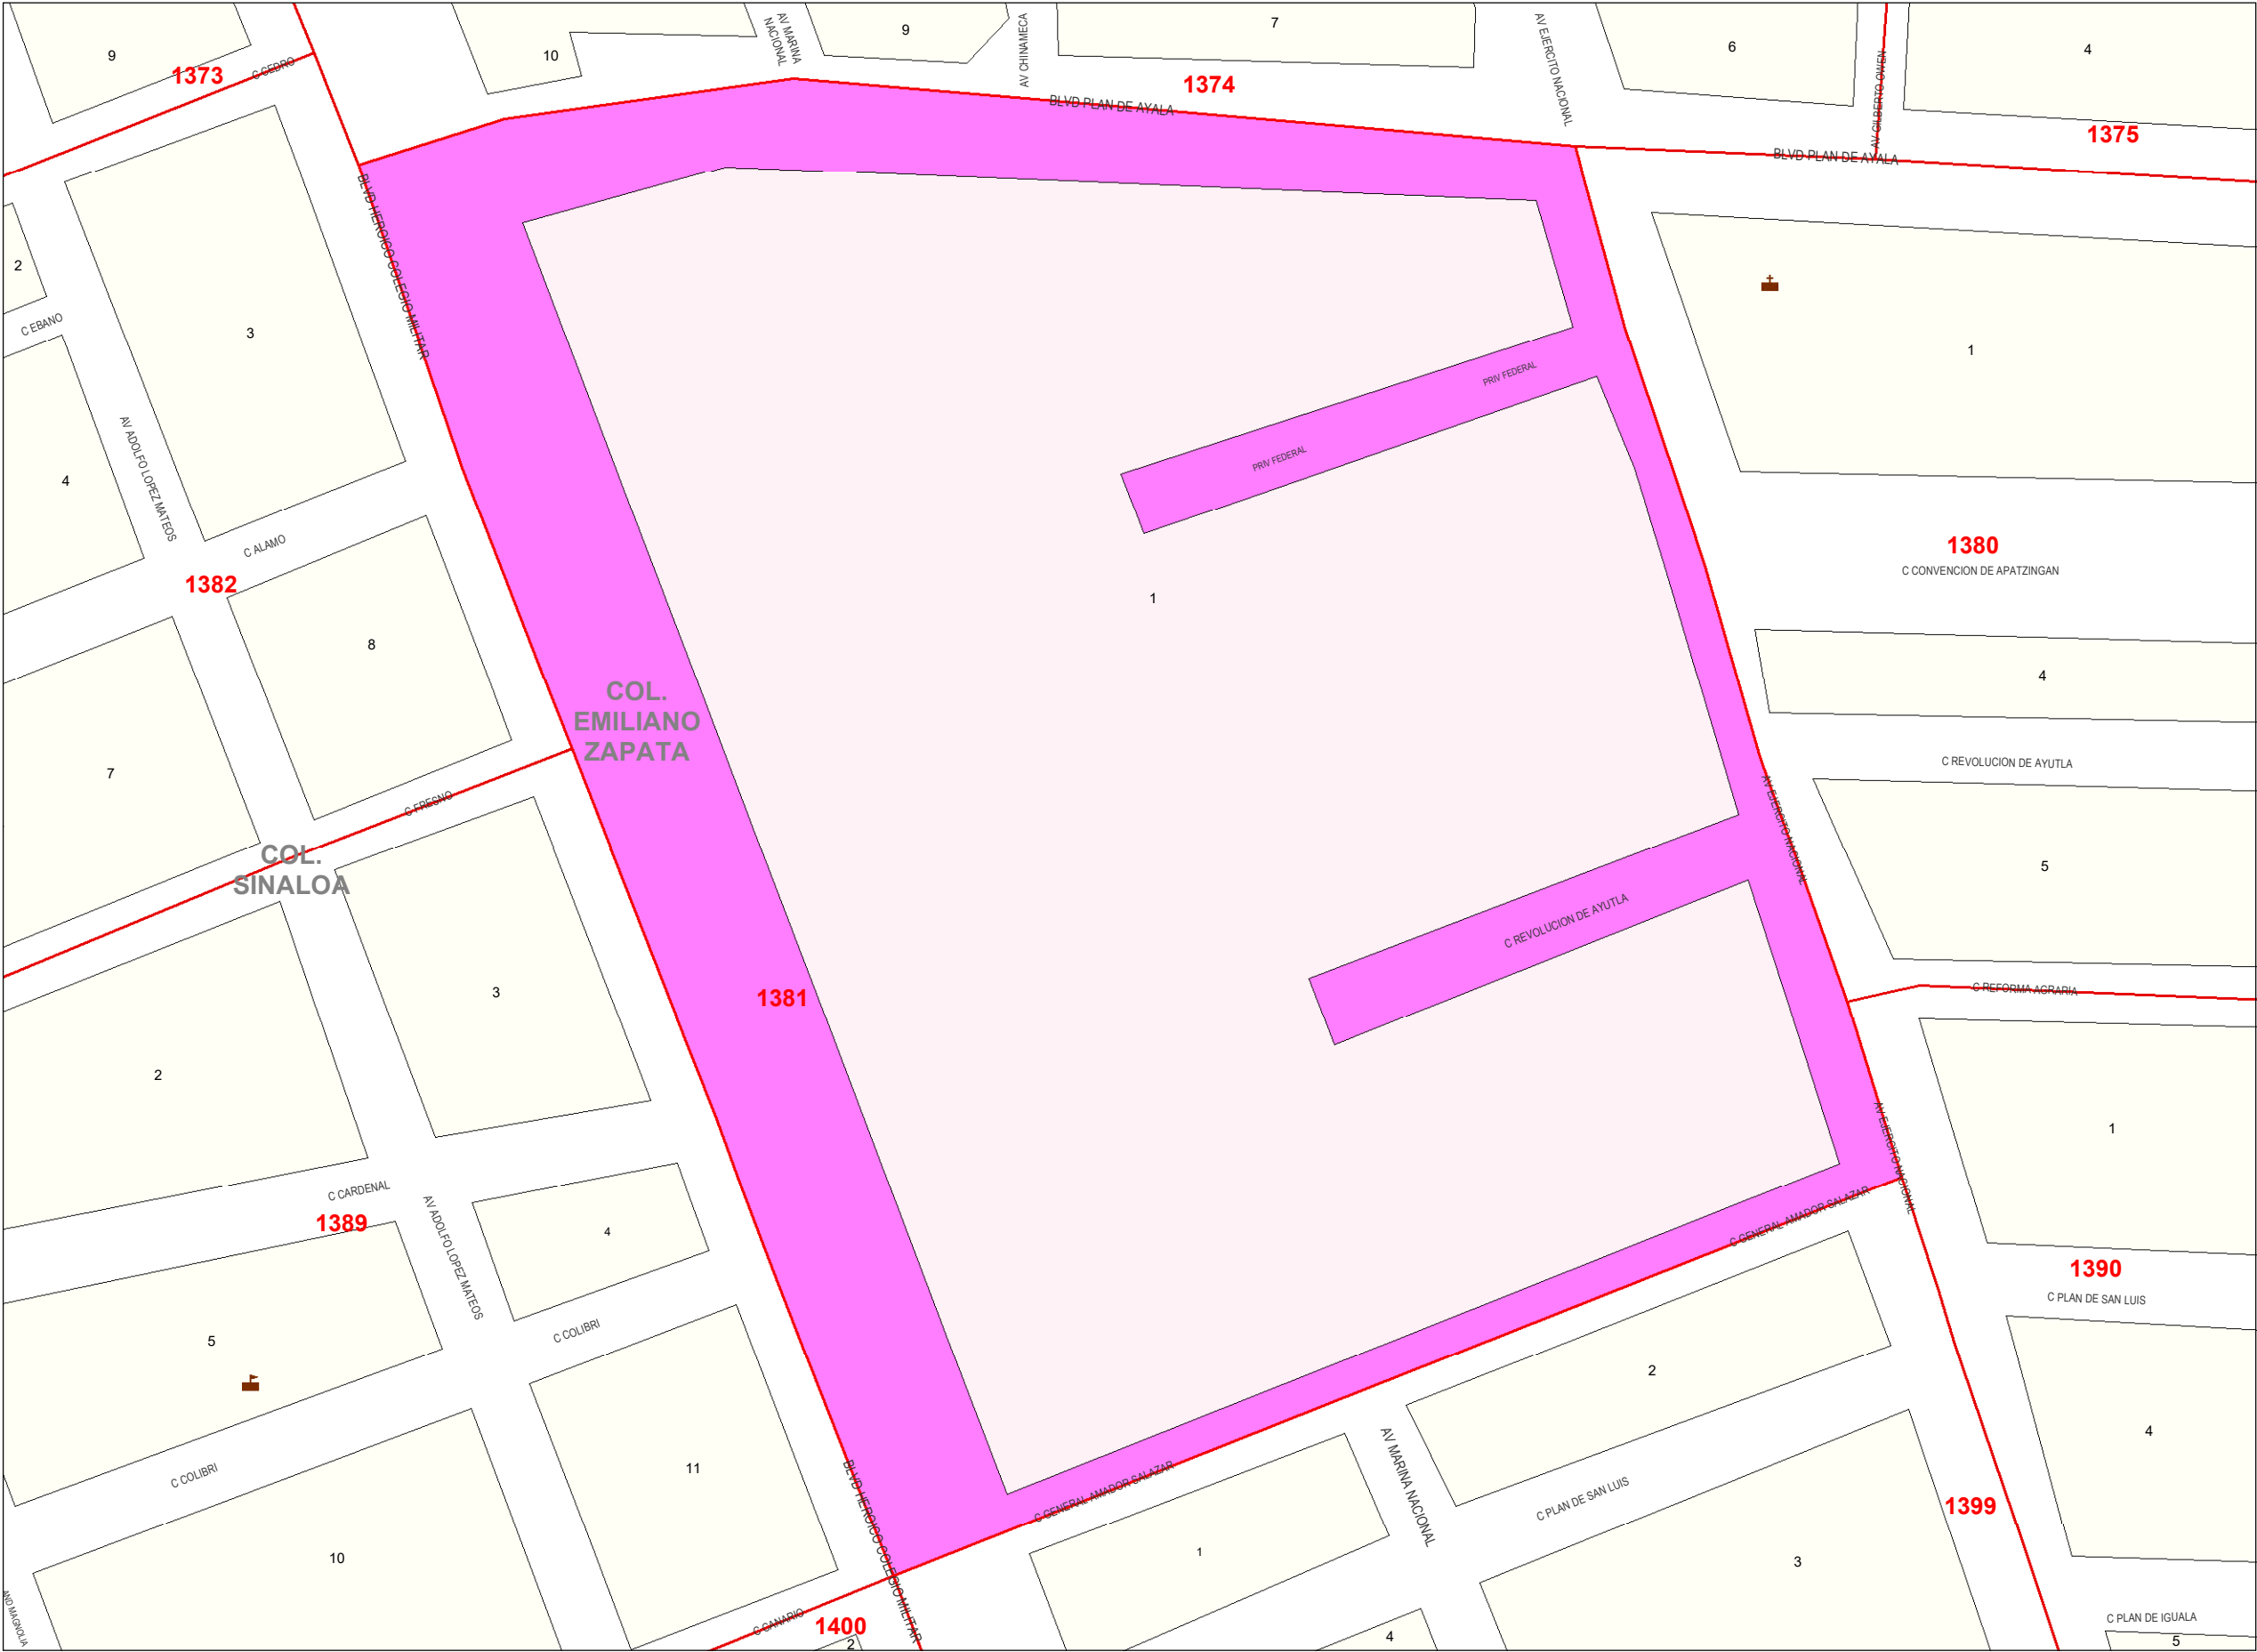 9
10
AV MARINA
NACIONAL
9
AV CHINAMECA
7
AV EJERCITO NACIONAL
6
AV GILBERTO OWEN
4
1373
C CEDRO
1374
BLVD PLAN DE AYALA
1375
BLVD PLAN DE AYALA
BLVD HEROICO COLEGIO MILITAR
2
C EBANO
3
1
PRIV FEDERAL
PRIV FEDERAL
4
AV ADOLFO LOPEZ MATEOS
C ALAMO
1382
1380
C CONVENCION DE APATZINGAN
1
8
4
COL.
EMILIANO
ZAPATA
7
C FRESNO
C REVOLUCION DE AYUTLA
AV EJERCITO NACIONAL
COL.
SINALOA
5
C REVOLUCION DE AYUTLA
3
1381
C REFORMA AGRARIA
2
1
AV EJERCITO NACIONAL
C CARDENAL
1389
AV ADOLFO LOPEZ MATEOS
4
C GENERAL AMADOR SALAZAR
1390
C PLAN DE SAN LUIS
5
C COLIBRI
2
4
C COLIBRI
11
BLVD HEROICO COLEGIO MILITAR
C GENERAL AMADOR SALAZAR
AV MARINA NACIONAL
C PLAN DE SAN LUIS
1399
10
1
3
AND MAGNOLIA
C CANARIO
1400
2
4
C PLAN DE IGUALA
5